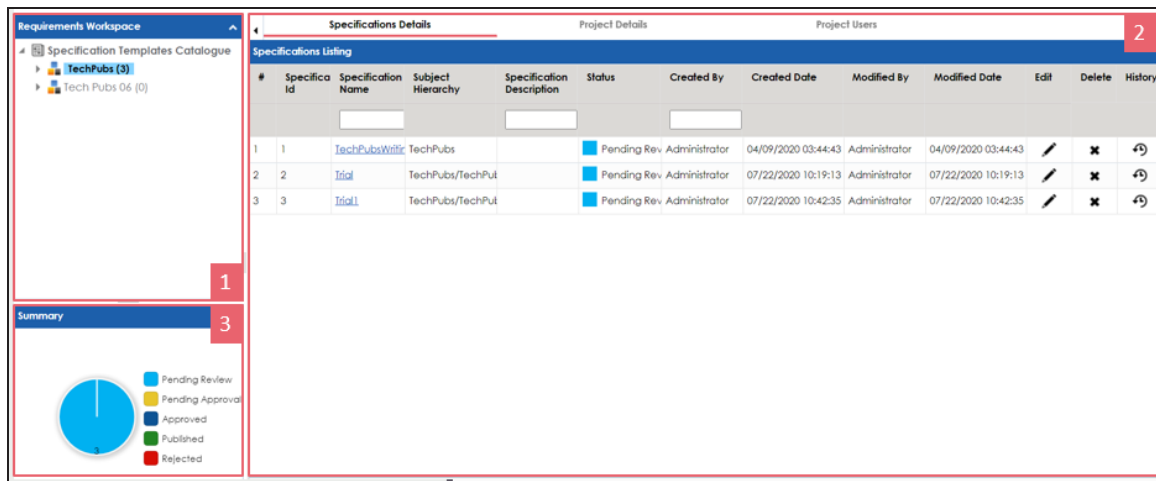 Requirements Workspace
Specification Templates Catalogue
TechPubs (3)
Tech Pubs 06 (0)
1
Specifications Details Project Details Project Users
2
Specifications Listing
# Specifica Id Specification Name Subject Hierarchy Specification Description Status Created By Created Date Modified By Modified Date Edit Delete History
1 1 TechPubsWritin TechPubs Pending Rev Administrator 04/09/2020 03:44:43 Administrator 04/09/2020 03:44:43
2 2 Trial TechPubs/TechPub Pending Rev Administrator 07/22/2020 10:19:13 Administrator 07/22/2020 10:19:13
3 3 Trial1 TechPubs/TechPub Pending Rev Administrator 07/22/2020 10:42:35 Administrator 07/22/2020 10:42:35
Summary
3
Pending Review
Pending Approval
Approved
Published
Rejected
3